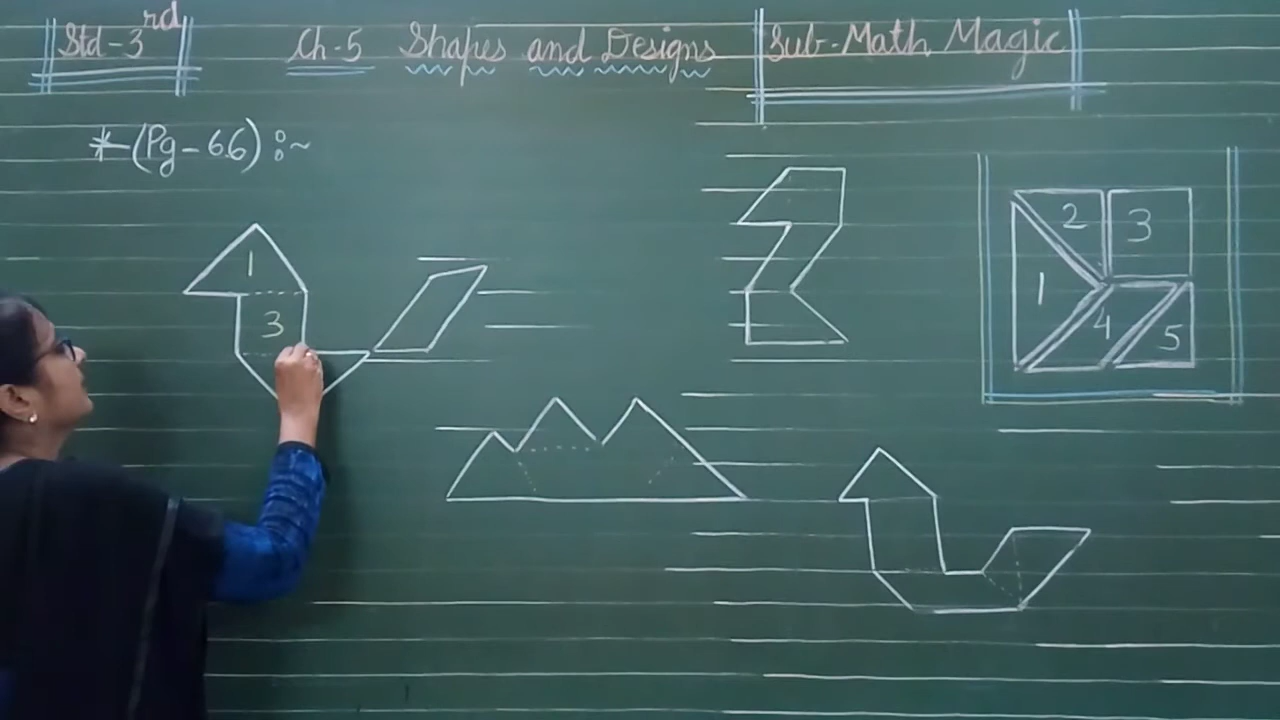 Std-3rd Ch-5 Shapes and Designs Sub-Math Magic
*(Pg-66) :~
1
3
2 3
1 4 5